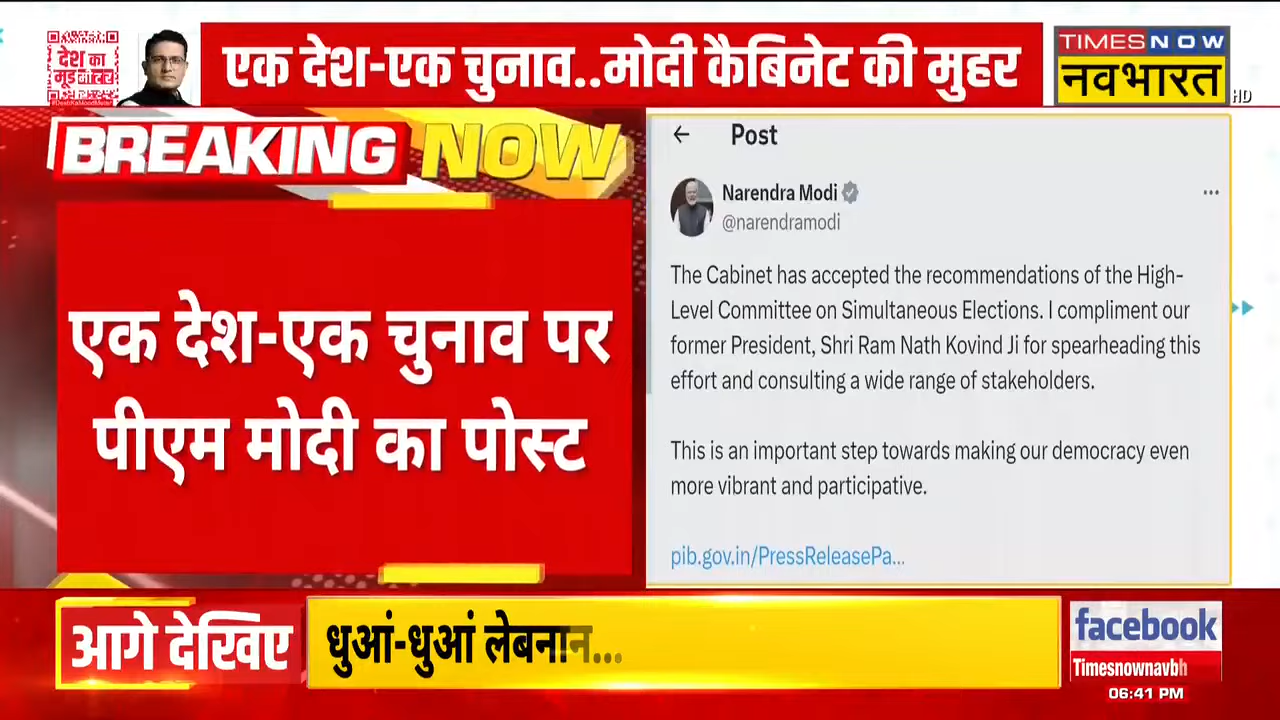 देश का
मूड मीटर
#DeshKaMoodMeter
एक देश-एक चुनाव..मोदी कैबिनेट की मुहर
TIMES NOW
नवभारत
HD
BREAKING NOW
एक देश-एक चुनाव पर
पीएम मोदी का पोस्ट
← Post
Narendra Modi
@narendramodi
The Cabinet has accepted the recommendations of the High-
Level Committee on Simultaneous Elections. I compliment our
former President, Shri Ram Nath Kovind Ji for spearheading this
effort and consulting a wide range of stakeholders.
This is an important step towards making our democracy even
more vibrant and participative.
pib.gov.in/PressReleasePa...
आगे देखिए
धुआं-धुआं लेबनान...
facebook
Timesnownavbh
06:41 PM